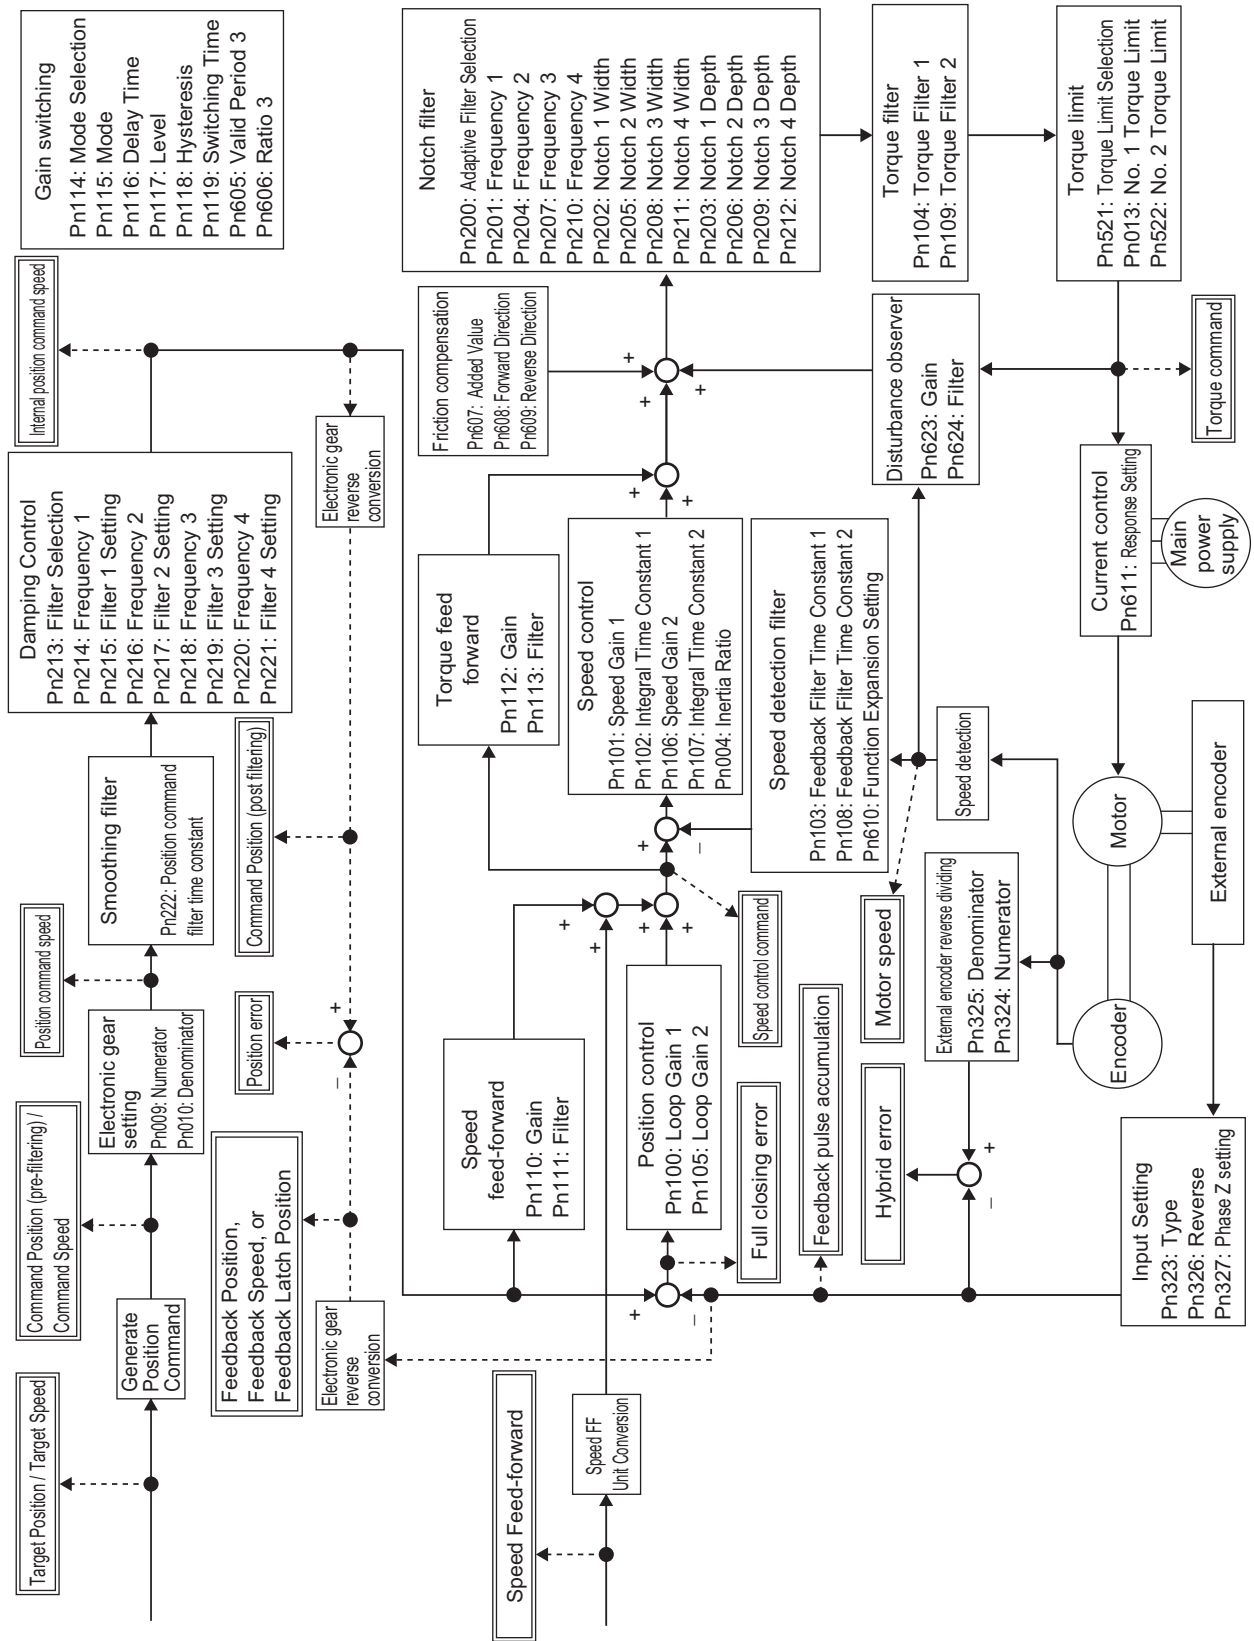 Target Position / Target Speed
Generate
Position
Command
Command Position (pre-filtering) /
Command Speed
Electronic gear
setting
Pn009: Numerator
Pn010: Denominator
Position command speed
Smoothing filter
Pn222: Position command
filter time constant
Damping Control
Pn213: Filter Selection
Pn214: Frequency 1
Pn215: Filter 1 Setting
Pn216: Frequency 2
Pn217: Filter 2 Setting
Pn218: Frequency 3
Pn219: Filter 3 Setting
Pn220: Frequency 4
Pn221: Filter 4 Setting
Internal position command speed
Gain switching
Pn114: Mode Selection
Pn115: Mode
Pn116: Delay Time
Pn117: Level
Pn118: Hysteresis
Pn119: Switching Time
Pn605: Valid Period 3
Pn606: Ratio 3
Feedback Position,
Feedback Speed, or
Feedback Latch Position
Position error
Command Position (post filtering)
Electronic gear
reverse
conversion
–
+
Electronic gear
reverse
conversion
Speed Feed-forward
Speed FF
Unit Conversion
Speed
feed-forward
Pn110: Gain
Pn111: Filter
+
+
Torque feed
forward
Pn112: Gain
Pn113: Filter
Friction compensation
Pn607: Added Value
Pn608: Forward Direction
Pn609: Reverse Direction
Notch filter
Pn200: Adaptive Filter Selection
Pn201: Frequency 1
Pn204: Frequency 2
Pn207: Frequency 3
Pn210: Frequency 4
Pn202: Notch 1 Width
Pn205: Notch 2 Width
Pn208: Notch 3 Width
Pn211: Notch 4 Width
Pn203: Notch 1 Depth
Pn206: Notch 2 Depth
Pn209: Notch 3 Depth
Pn212: Notch 4 Depth
+
–
Position control
Pn100: Loop Gain 1
Pn105: Loop Gain 2
+
+
+
–
Speed control
Pn101: Speed Gain 1
Pn102: Integral Time Constant 1
Pn106: Speed Gain 2
Pn107: Integral Time Constant 2
Pn004: Inertia Ratio
+
+
+
+
+
Full closing error
Speed control command
Speed detection filter
Pn103: Feedback Filter Time Constant 1
Pn108: Feedback Filter Time Constant 2
Pn610: Function Expansion Setting
Disturbance observer
Pn623: Gain
Pn624: Filter
Torque filter
Pn104: Torque Filter 1
Pn109: Torque Filter 2
Feedback pulse accumulation
Hybrid error
Motor speed
–
+
External encoder reverse dividing
Pn325: Denominator
Pn324: Numerator
Speed detection
Torque limit
Pn521: Torque Limit Selection
Pn013: No. 1 Torque Limit
Pn522: No. 2 Torque Limit
Current control
Pn611: Response Setting
Torque command
Main
power
supply
Input Setting
Pn323: Type
Pn326: Reverse
Pn327: Phase Z setting
Encoder
Motor
External encoder